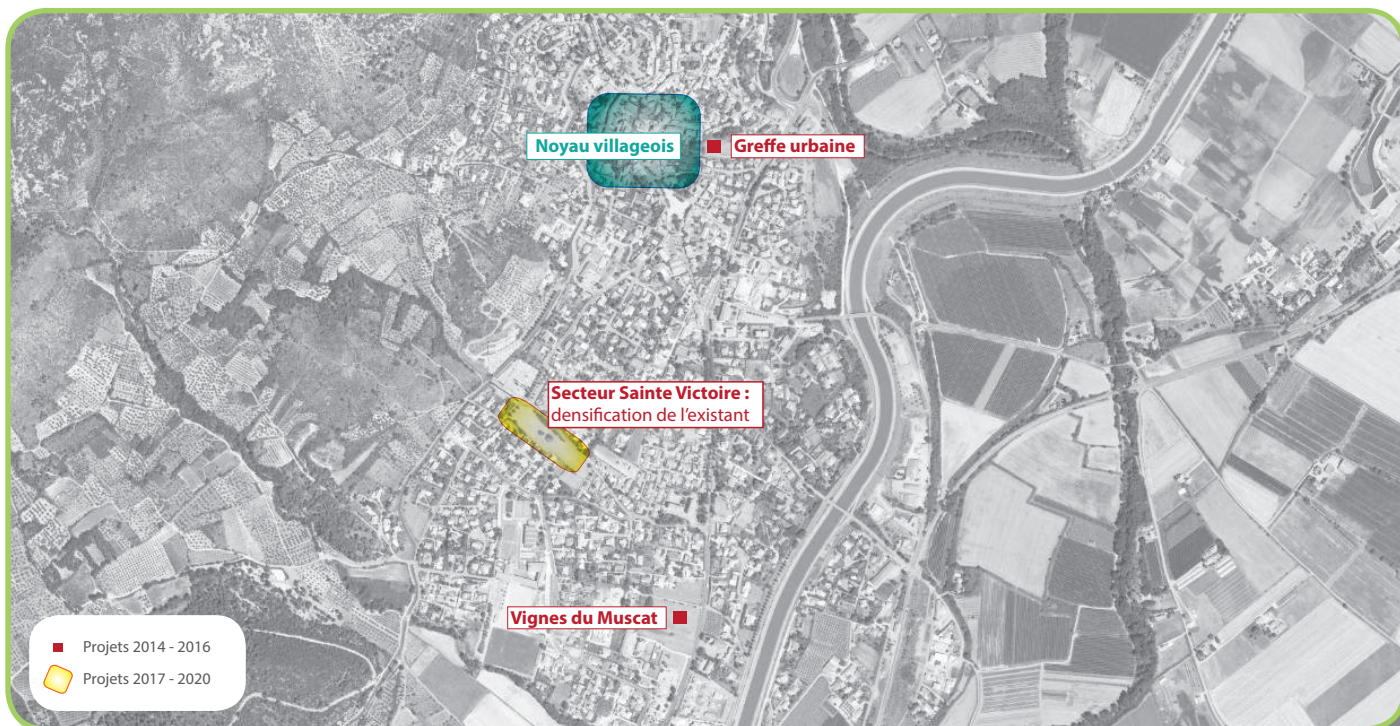 Noyau villageois
Greffe urbaine
Secteur Sainte Victoire :
densification de l'existant
Vignes du Muscat
Projets 2014 - 2016
Projets 2017 - 2020